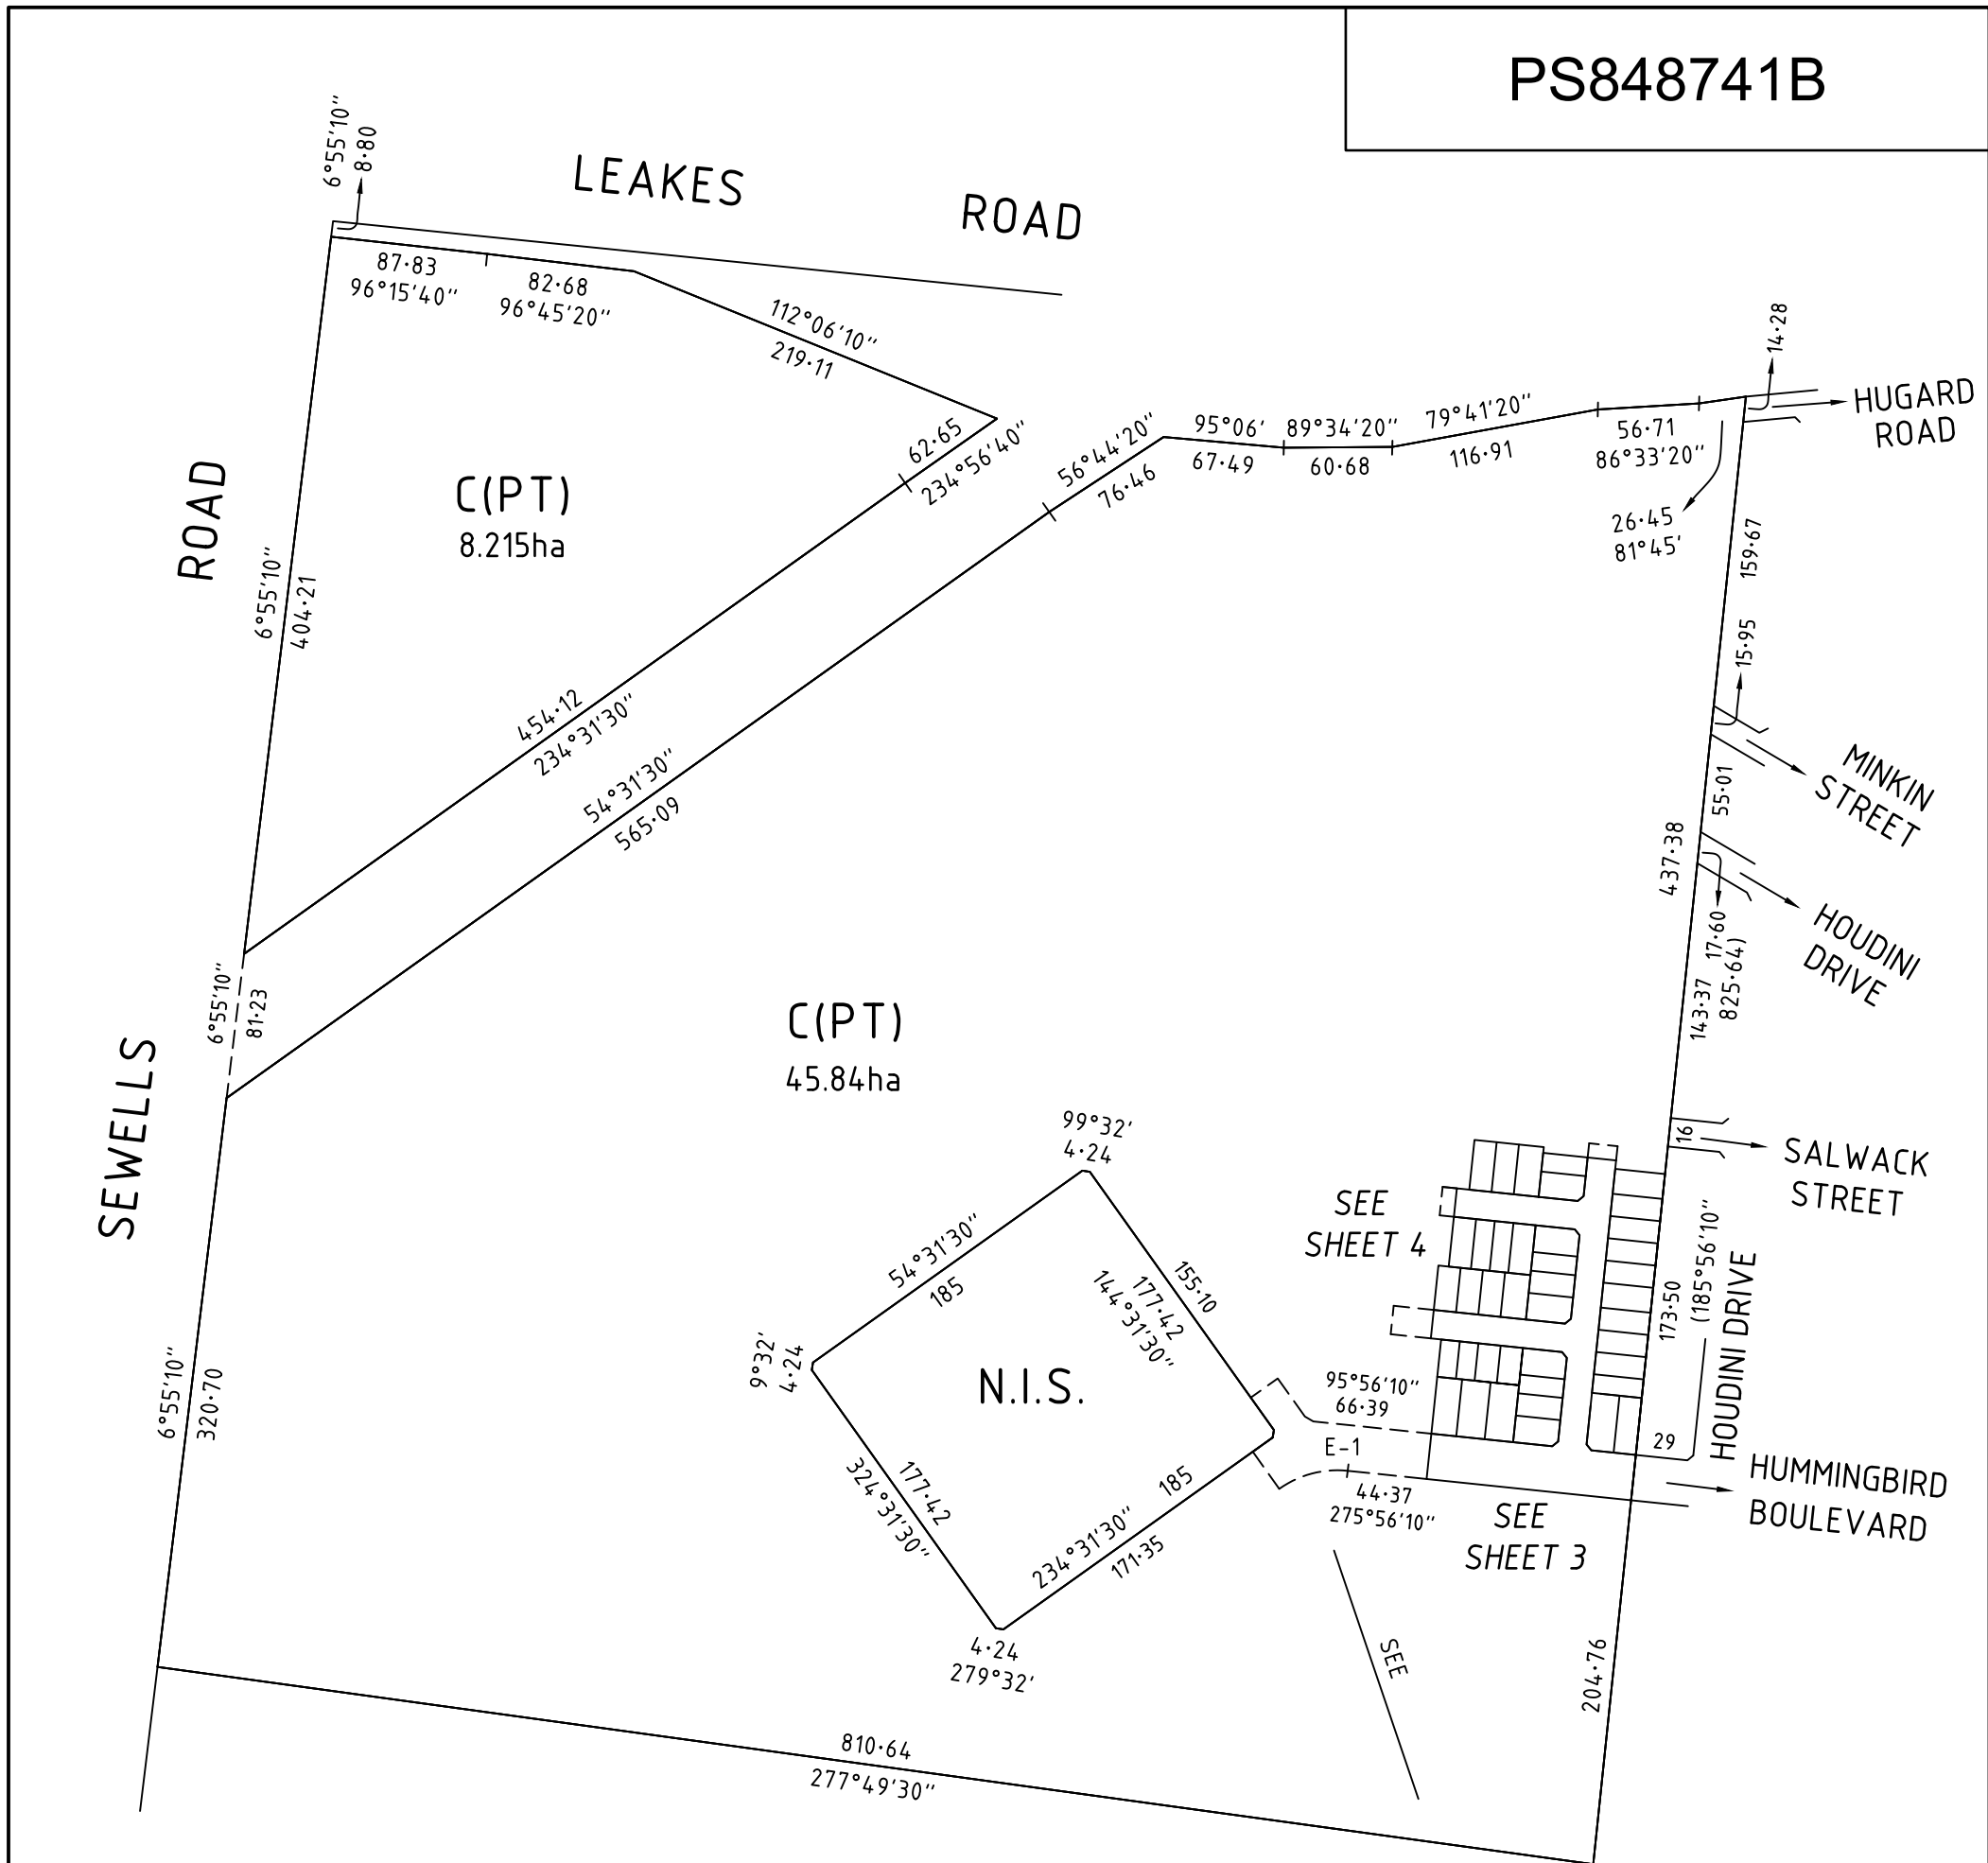 PS848741B
6°55'10"
8·80
LEAKES
ROAD
87·83
96°15'40"
82·68
96°45'20"
112°06'10"
219·11
14·28
HUGARD
ROAD
62·65
234°56'40"
56°44'20"
76·46
95°06'
67·49
89°34'20"
60·68
79°41'20"
116·91
56·71
86°33'20"
26·45
81°45'
C(PT)
8.215ha
ROAD
6°55'10"
404·21
159·67
15·95
454·12
234°31'30"
54°31'30"
565·09
MINKIN
STREET
55·01
437·38
HOUDINI
DRIVE
17·60
825·64)
143·37
6°55'10"
81·23
C(PT)
45.84ha
SEWELLS
99°32'
4·24
16
SALWACK
STREET
SEE
SHEET 4
54°31'30"
185
155·10
177·42
144°31'30"
(185°56'10"
173·50
HOUDINI DRIVE
9°32'
4·24
N.I.S.
6°55'10"
320·70
95°56'10"
66·39
E-1
29
HUMMINGBIRD
BOULEVARD
177·42
324°31'30"
185
234°31'30"
171·35
44·37
275°56'10"
SEE
SHEET 3
4·24
279°32'
SEE
204·76
810·64
277°49'30"